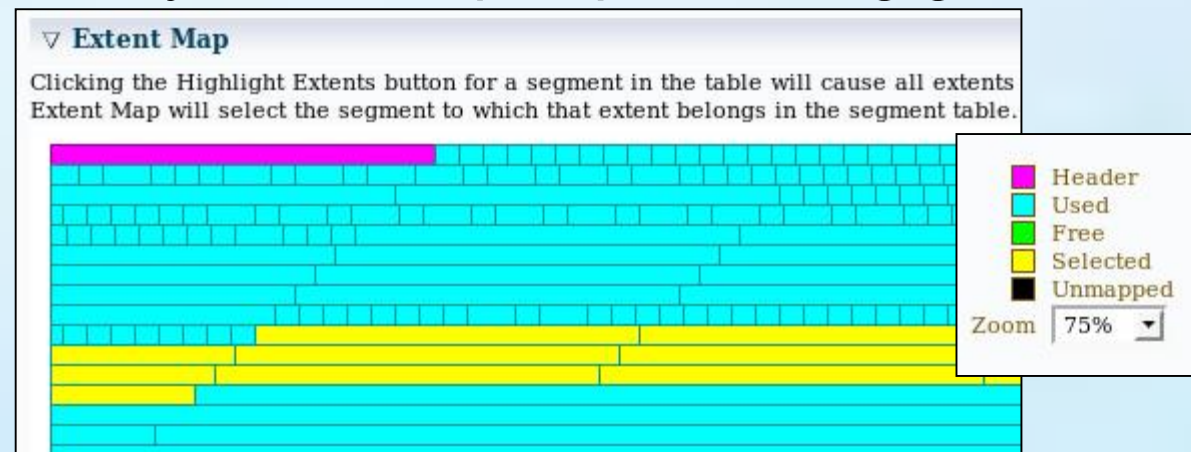 Extent Map
Clicking the Highlight Extents button for a segment in the table will cause all extents
Extent Map will select the segment to which that extent belongs in the segment table.
Header
Used
Free
Selected
Unmapped
Zoom 75%